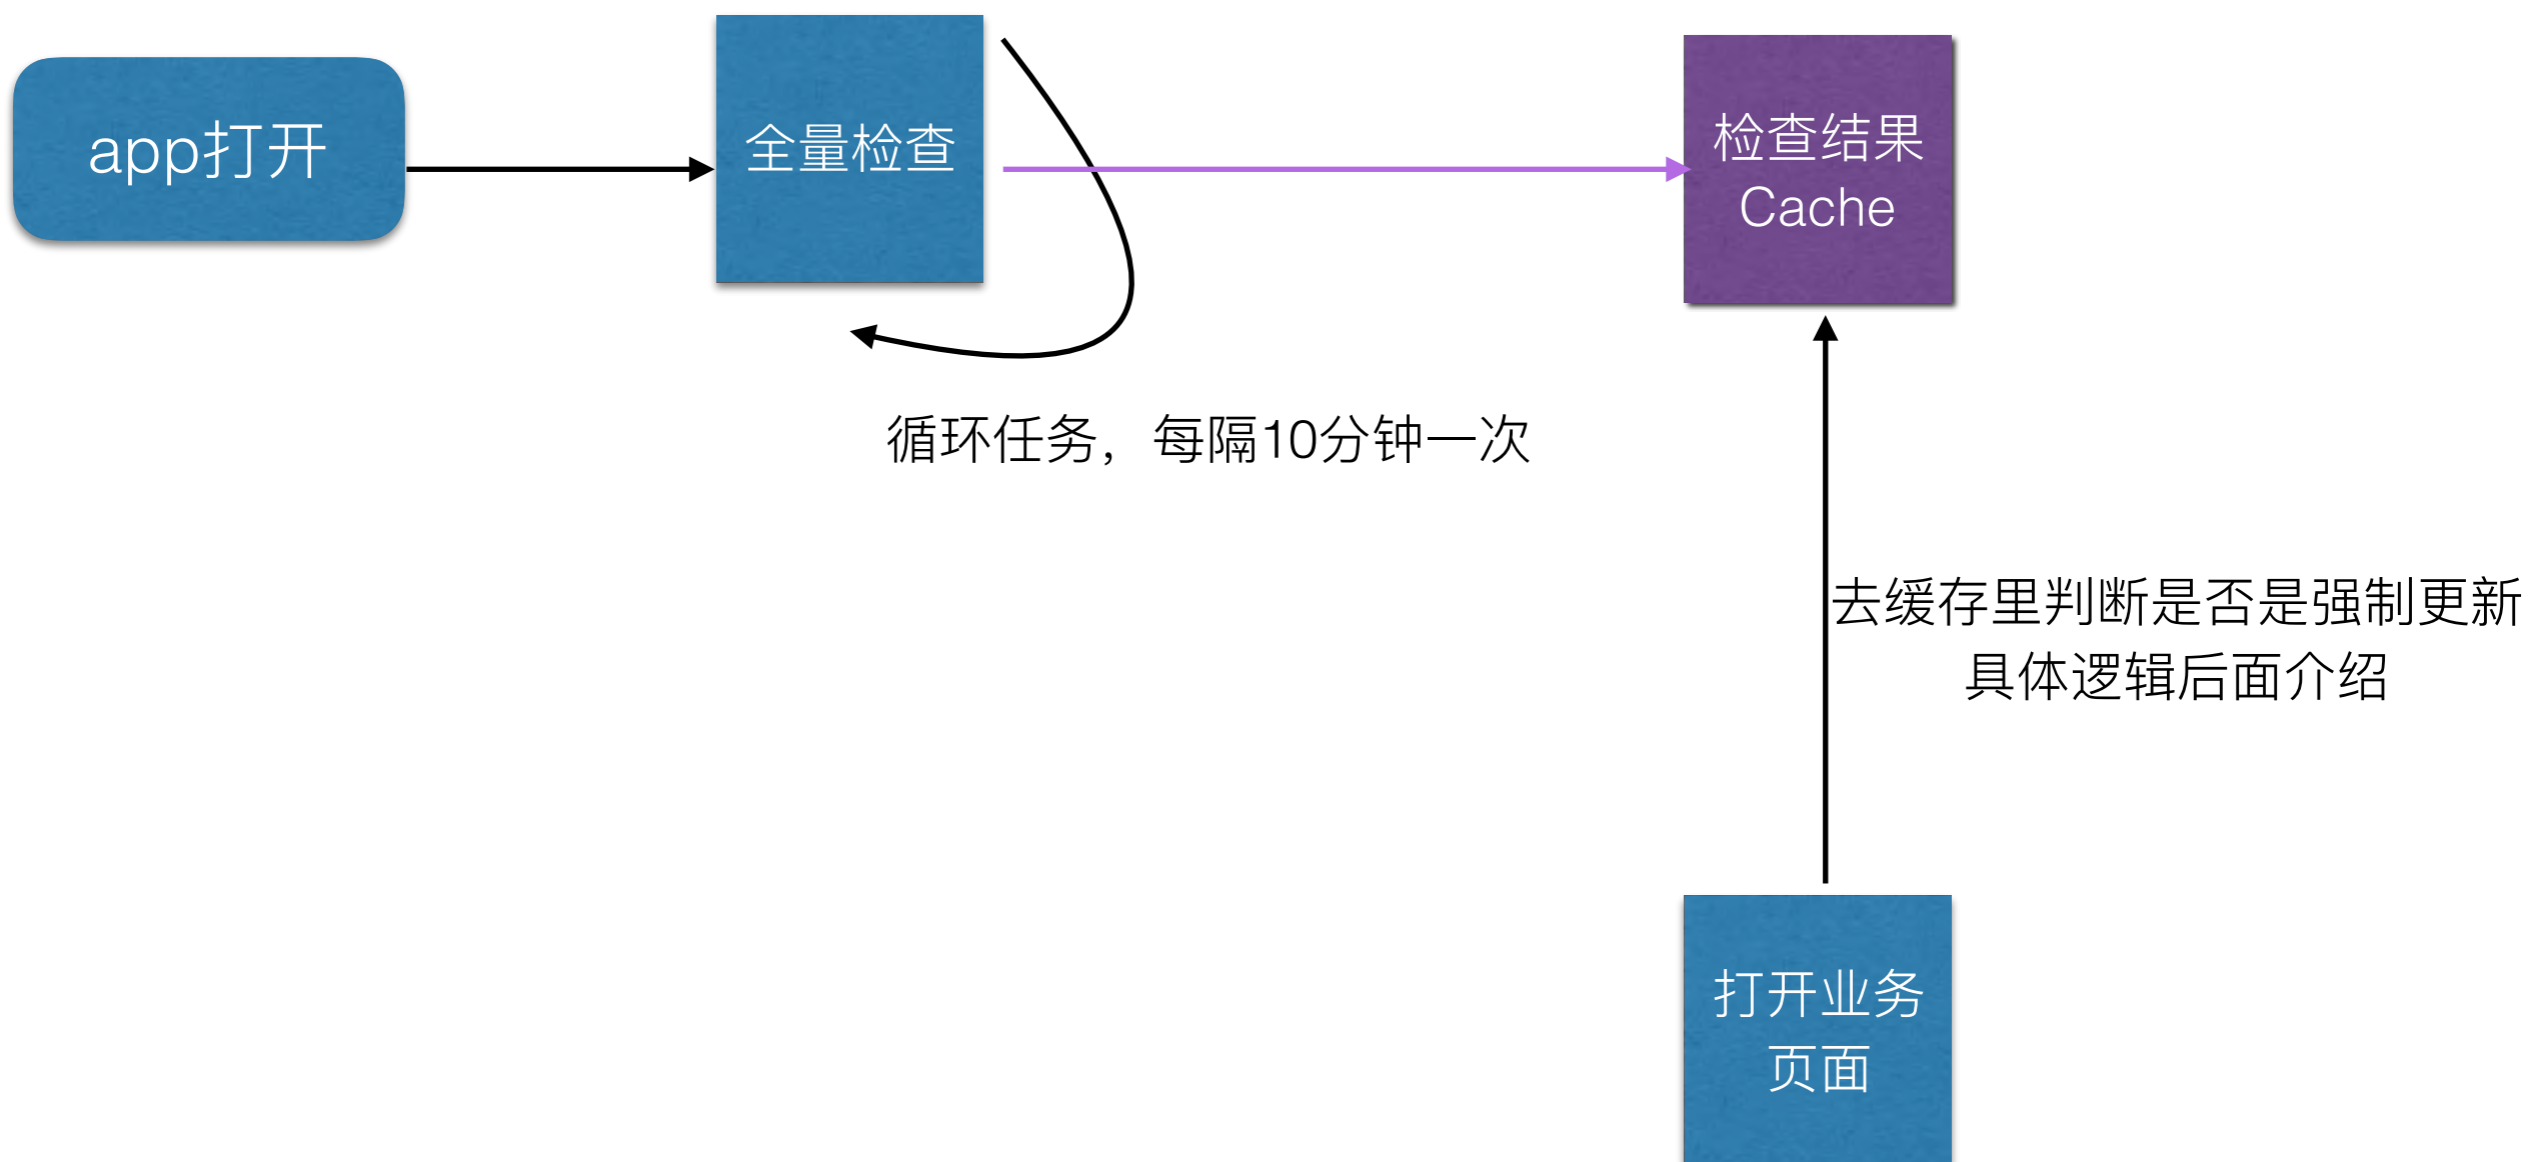 app打开
全量检查
检查结果
Cache
循环任务，每隔10分钟一次
去缓存里判断是否是强制更新
具体逻辑后面介绍
打开业务
页面